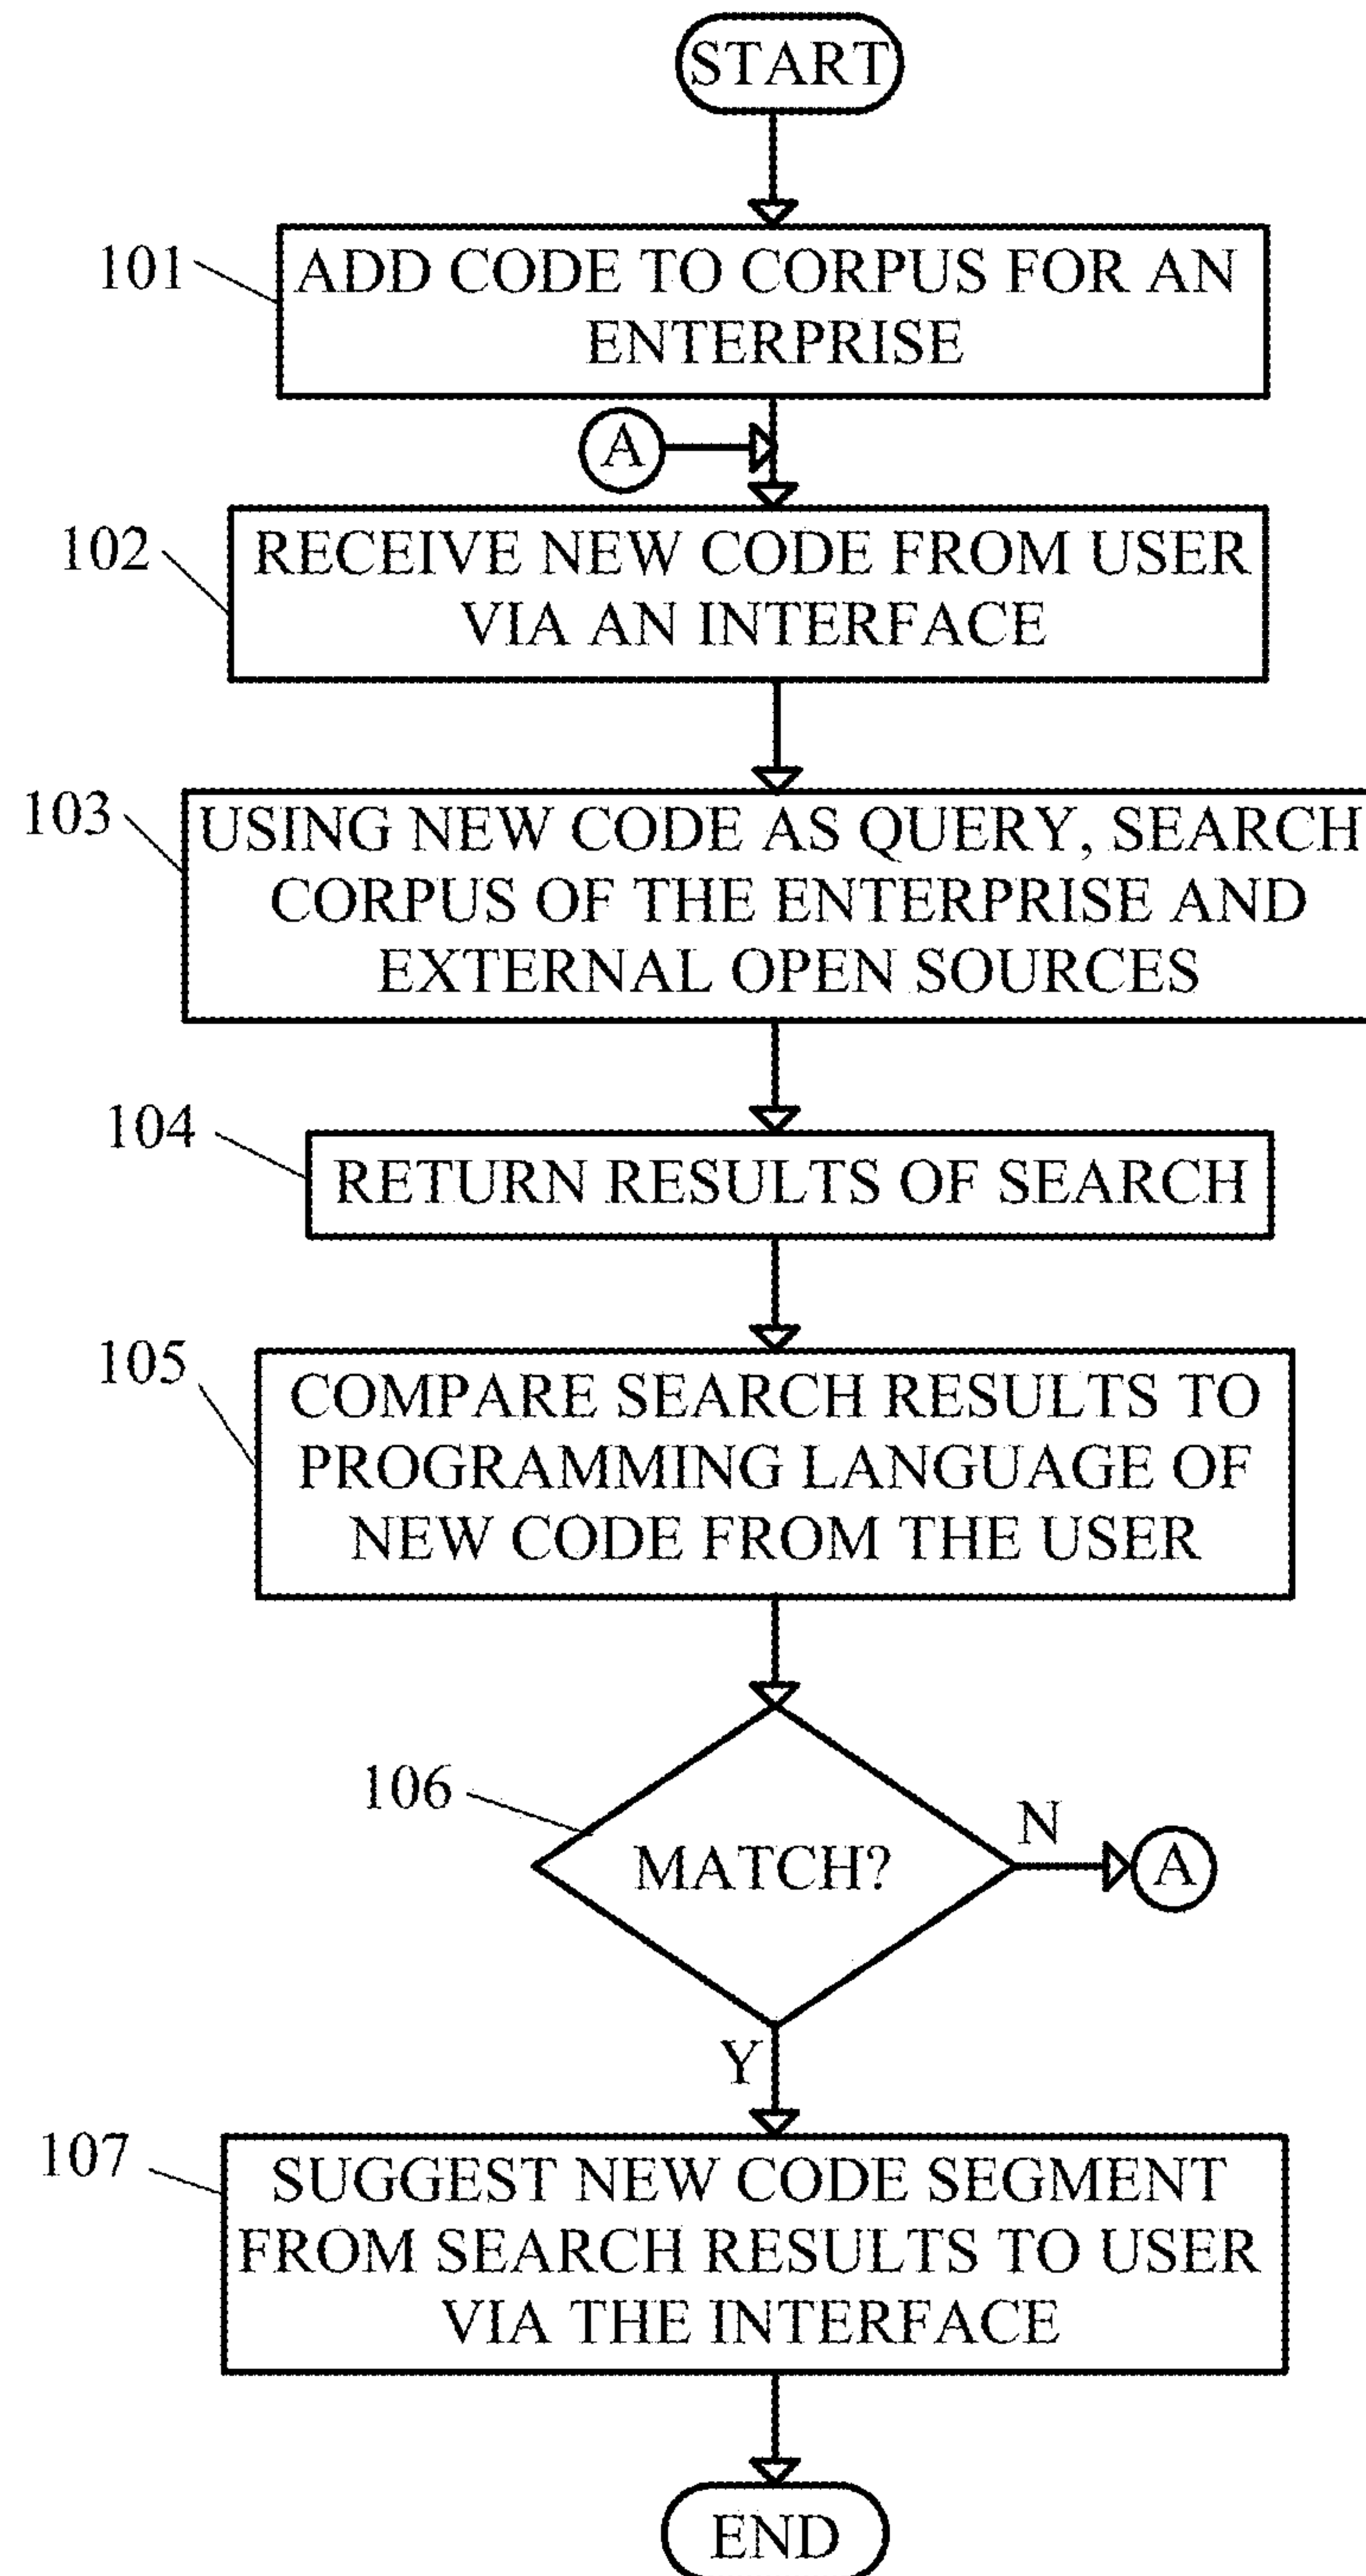 START
101
ADD CODE TO CORPUS FOR AN
ENTERPRISE
A
102
RECEIVE NEW CODE FROM USER
VIA AN INTERFACE
103
USING NEW CODE AS QUERY, SEARCH
CORPUS OF THE ENTERPRISE AND
EXTERNAL OPEN SOURCES
104
RETURN RESULTS OF SEARCH
105
COMPARE SEARCH RESULTS TO
PROGRAMMING LANGUAGE OF
NEW CODE FROM THE USER
106
MATCH?
N
A
Y
107
SUGGEST NEW CODE SEGMENT
FROM SEARCH RESULTS TO USER
VIA THE INTERFACE
END